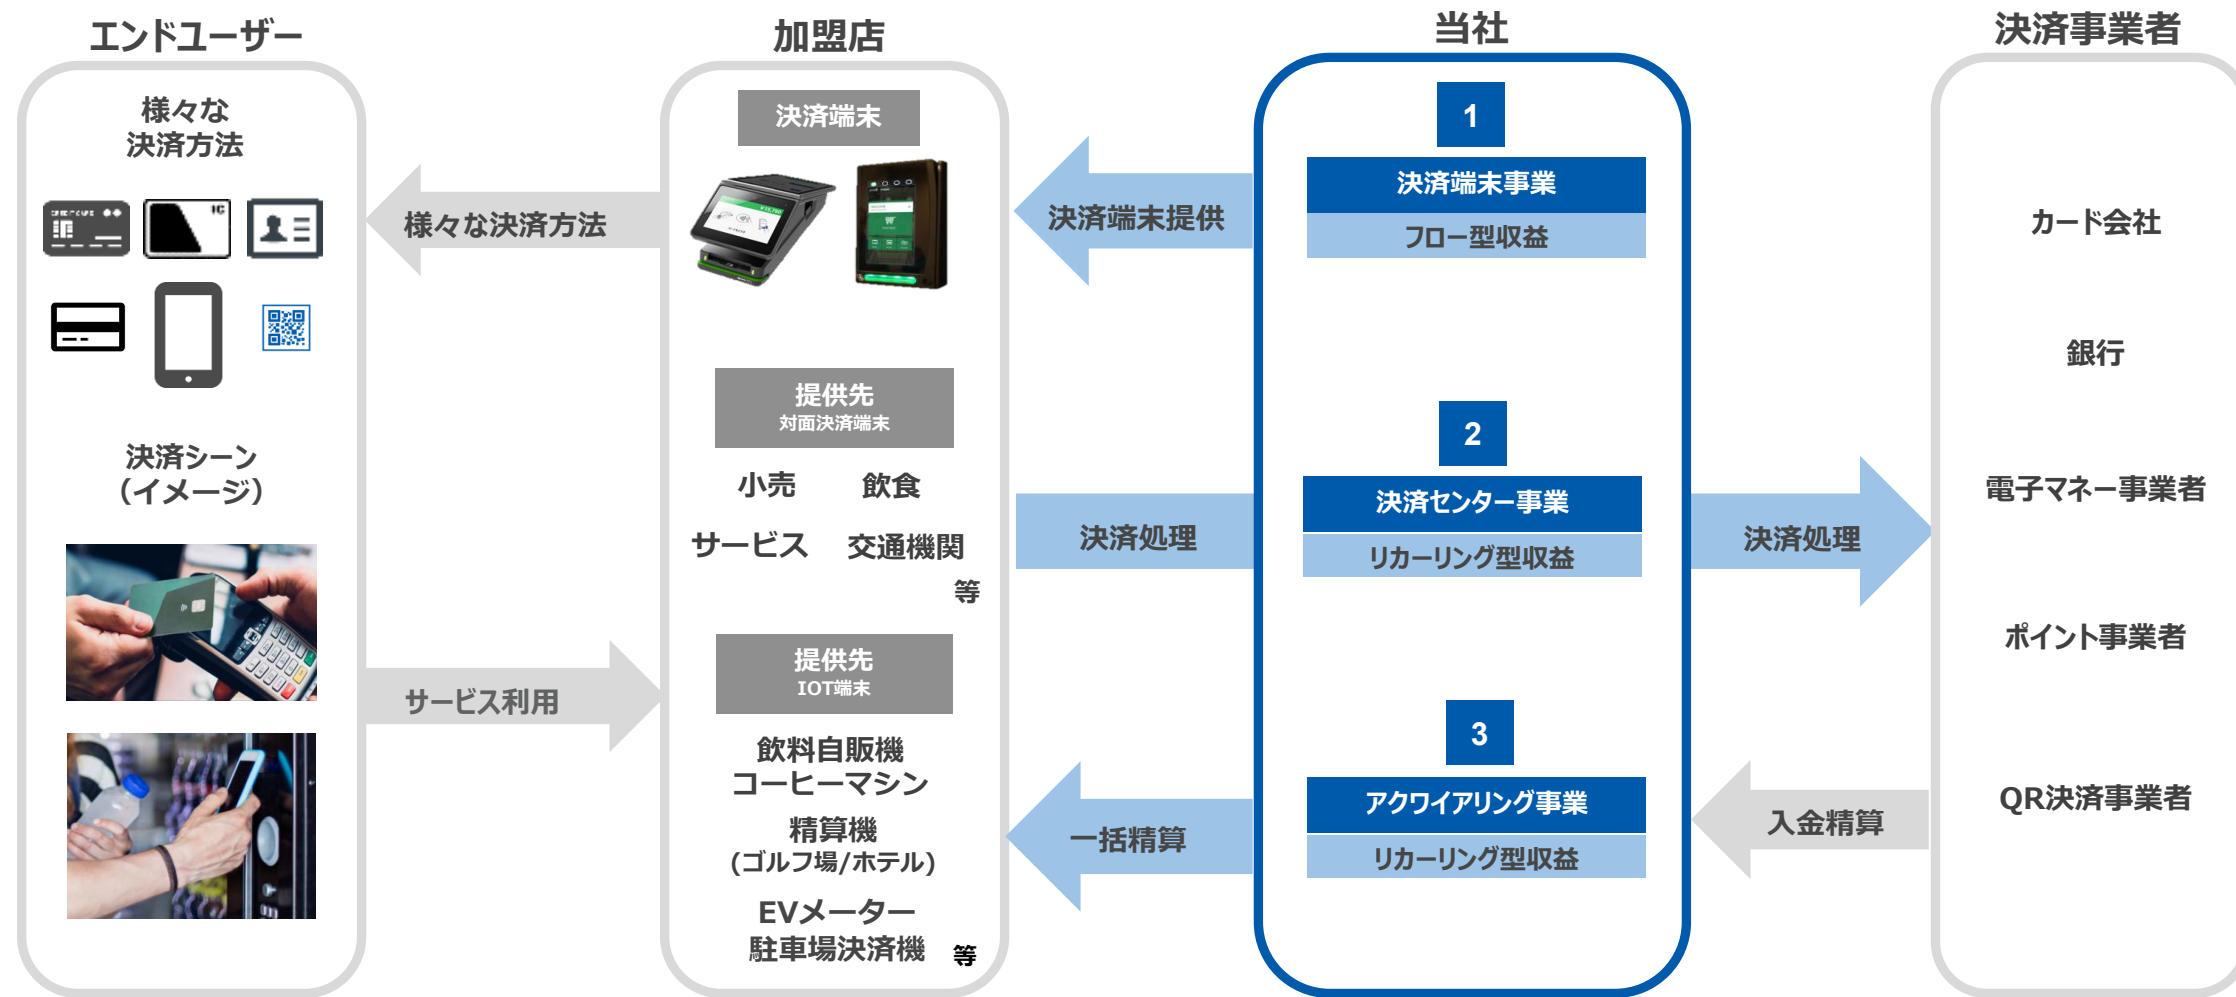 エンドユーザー
様々な
決済方法
決済シーン
（イメージ）
様々な決済方法
サービス利用
加盟店
決済端末
提供先
対面決済端末
小売 飲食
サービス 交通機関
等
提供先
IOT端末
飲料自販機
コーヒーマシン
精算機
(ゴルフ場/ホテル)
EVメーター
駐車場決済機 等
決済端末提供
決済処理
一括精算
当社
1
決済端末事業
フロー型収益
2
決済センター事業
リカーリング型収益
3
アクワイアリング事業
リカーリング型収益
決済処理
入金精算
決済事業者
カード会社
銀行
電子マネー事業者
ポイント事業者
QR決済事業者